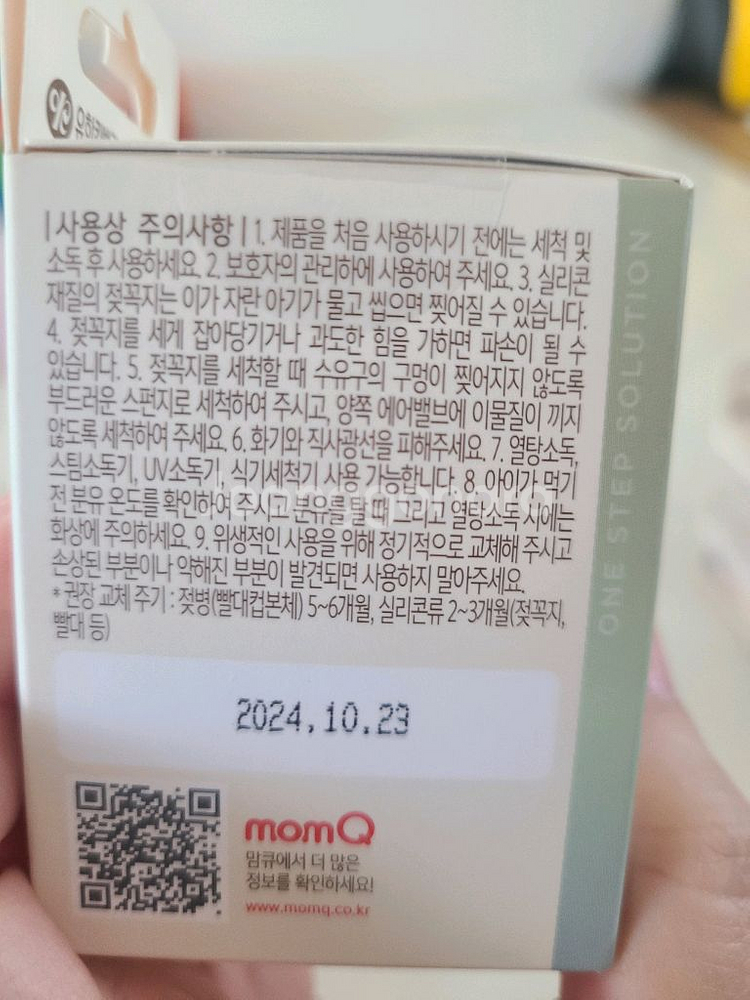 | 사용상 주의사항 | 1. 제품을 처음 사용하시기 전에는 세척 및
소독 후 사용하세요. 2. 보호자의 관리하에 사용하여 주세요. 3. 실리콘
재질의 젖꼭지는 이가 자란 아기가 물고 씹으면 찢어질 수 있습니다.
4. 젖꼭지를 세게 잡아당기거나 과도한 힘을 가하면 파손이 될 수
있습니다. 5. 젖꼭지를 세척할 때 수유구의 구멍이 찢어지지 않도록
부드러운 스펀지로 세척하여 주시고, 양쪽 에어밸브에 이물질이 끼지
않도록 세척하여 주세요. 6. 화기와 직사광선을 피해주세요. 7. 열탕소독,
스팀소독기, UV소독기, 식기세척기 사용 가능합니다. 8. 아이가 먹기
전 분유 온도를 확인하여 주시고 분유를 탈 때 그리고 열탕소독 시에는
화상에 주의하세요. 9. 위생적인 사용을 위해 정기적으로 교체해 주시고
손상된 부분이나 약해진 부분이 발견되면 사용하지 말아주세요.
* 권장 교체 주기 : 젖병(빨대컵본체) 5~6개월, 실리콘류 2~3개월(젖꼭지,
빨대 등)
2024.10.23
momQ
맘큐에서 더 많은
정보를 확인하세요!
www.momq.co.kr
ONE STEP SOLUTION